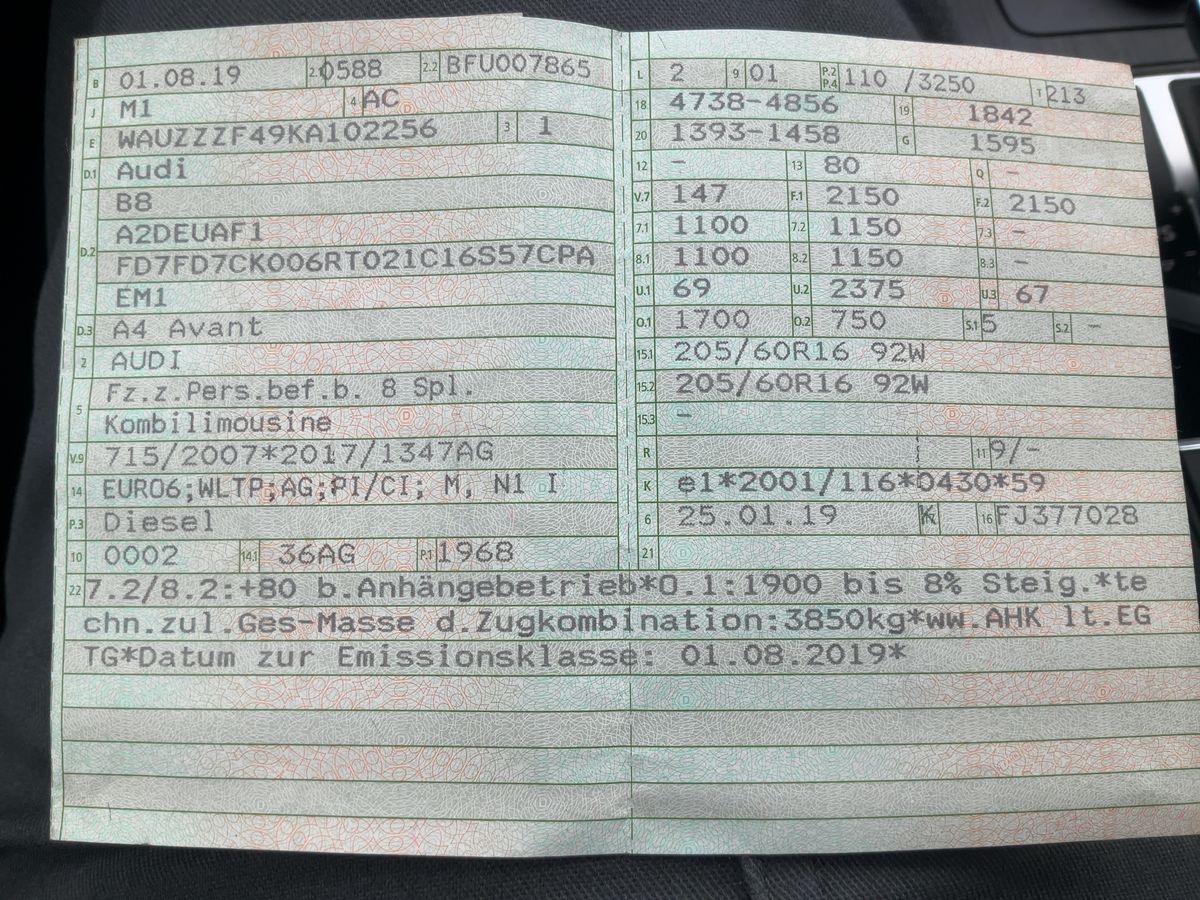 B 01.08.19 2.1 0588 2.2 BFU007865
J M1 4 AC
E WAUZZZF49KA102256 3 1
D.1 Audi
B8
D.2 A2DEUAF1
FD7FD7CK006RT021C16S57CPA
EM1
D.3 A4 Avant
2 AUDI
5 Fz.z.Pers.bef.b. 8 Spl.
Kombilimousine
V.9 715/2007*2017/1347AG
14 EURO6;WLTP;AG;PI/CI; M, N1 I
P.3 Diesel
10 0002 14.1 36AG P.1 1968
L 2 9 01 P.2 P.4 110 /3250 T 213
18 4738-4856 19 1842
20 1393-1458 G 1595
12 - 13 80 Q -
V.7 147 F.1 2150 F.2 2150
7.1 1100 7.2 1150 7.3 -
8.1 1100 8.2 1150 8.3 -
U.1 69 U.2 2375 U.3 67
O.1 1700 O.2 750 S.1 5 S.2 -
15.1 205/60R16 92W
15.2 205/60R16 92W
15.3 -
R 11 9/-
K e1*2001/116*0430*59
6 25.01.19 17 K 16 FJ377028
21
22 7.2/8.2:+80 b.Anhängebetrieb*O.1:1900 bis 8% Steig.*te
chn.zul.Ges-Masse d.Zugkombination:3850kg*ww.AHK lt.EG
TG*Datum zur Emissionsklasse: 01.08.2019*